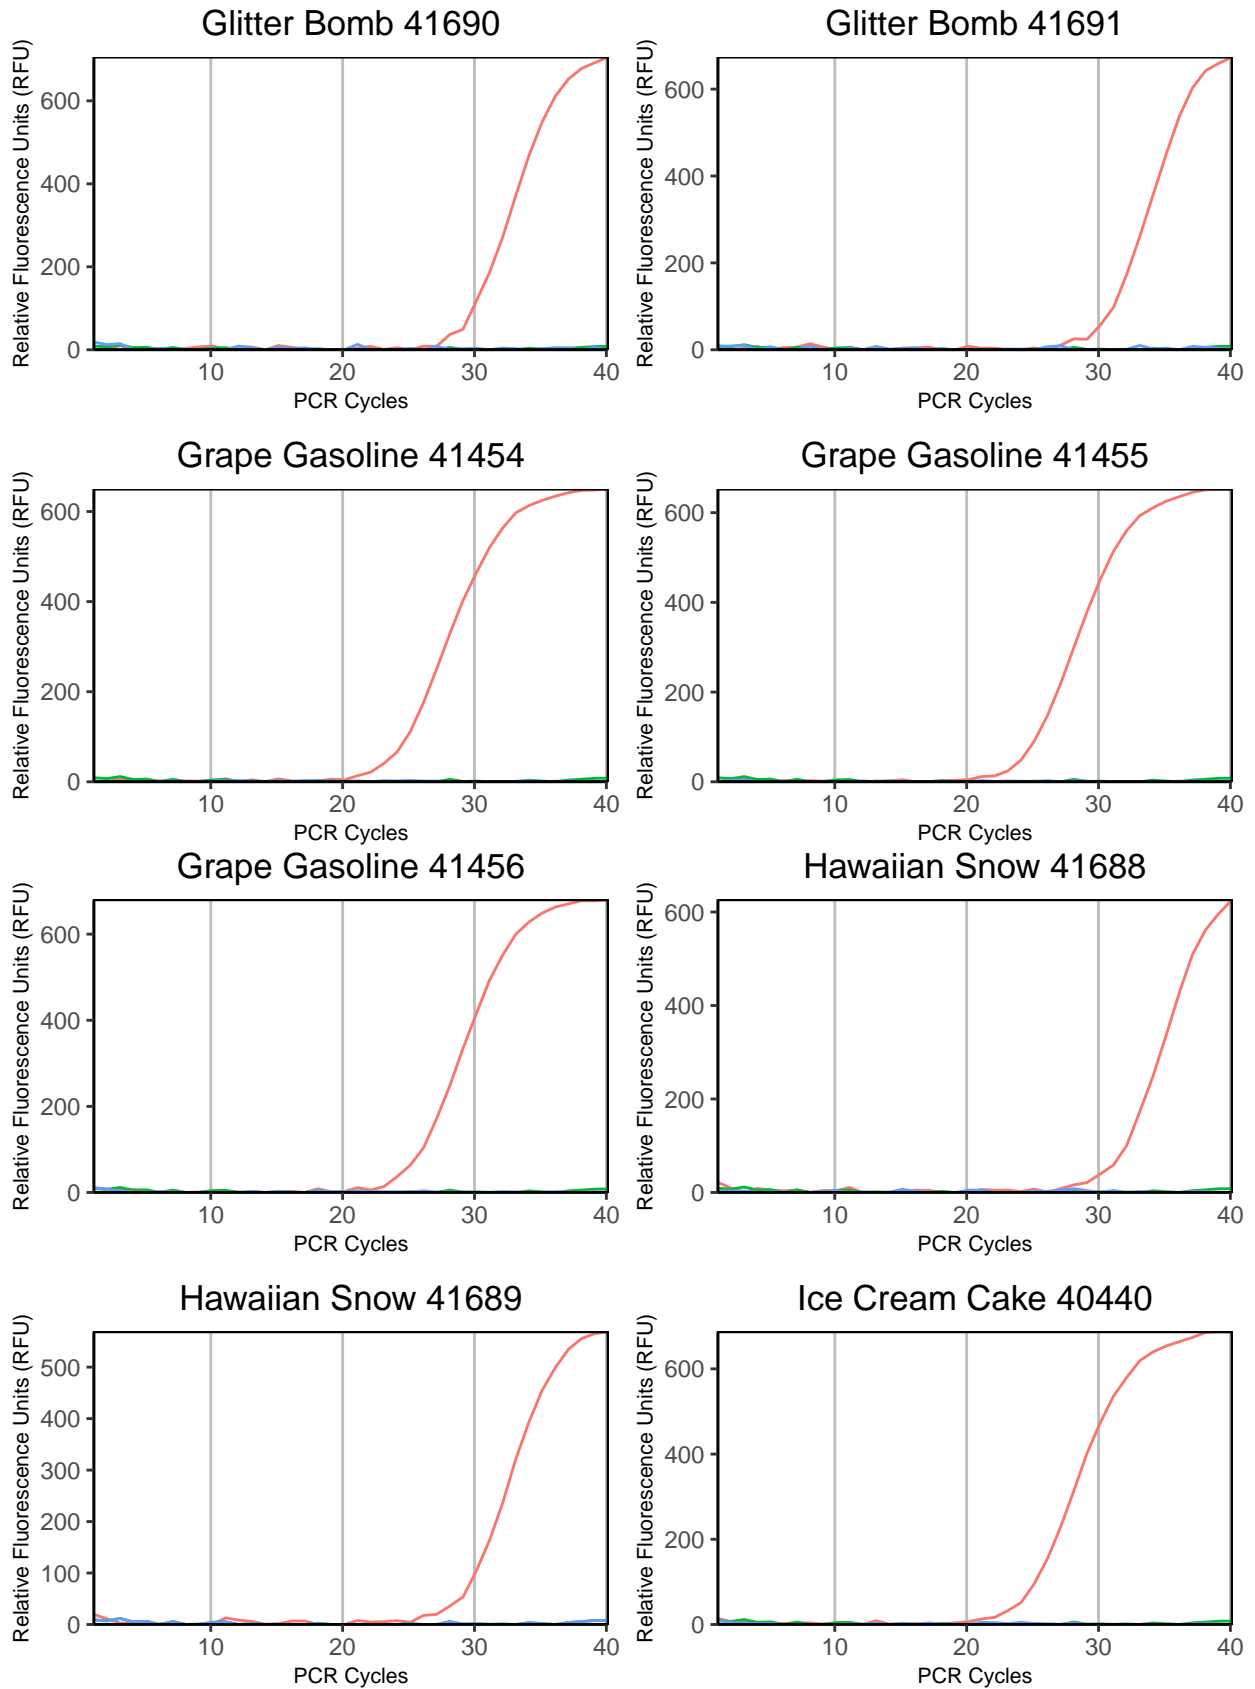 Glitter Bomb 41690
Relative Fluorescence Units (RFU)
600
400
200
0
10 20 30 40
PCR Cycles
Glitter Bomb 41691
Relative Fluorescence Units (RFU)
600
400
200
0
10 20 30 40
PCR Cycles
Grape Gasoline 41454
Relative Fluorescence Units (RFU)
600
400
200
0
10 20 30 40
PCR Cycles
Grape Gasoline 41455
Relative Fluorescence Units (RFU)
600
400
200
0
10 20 30 40
PCR Cycles
Grape Gasoline 41456
Relative Fluorescence Units (RFU)
600
400
200
0
10 20 30 40
PCR Cycles
Hawaiian Snow 41688
Relative Fluorescence Units (RFU)
600
400
200
0
10 20 30 40
PCR Cycles
Hawaiian Snow 41689
Relative Fluorescence Units (RFU)
500
400
300
200
100
0
10 20 30 40
PCR Cycles
Ice Cream Cake 40440
Relative Fluorescence Units (RFU)
600
400
200
0
10 20 30 40
PCR Cycles